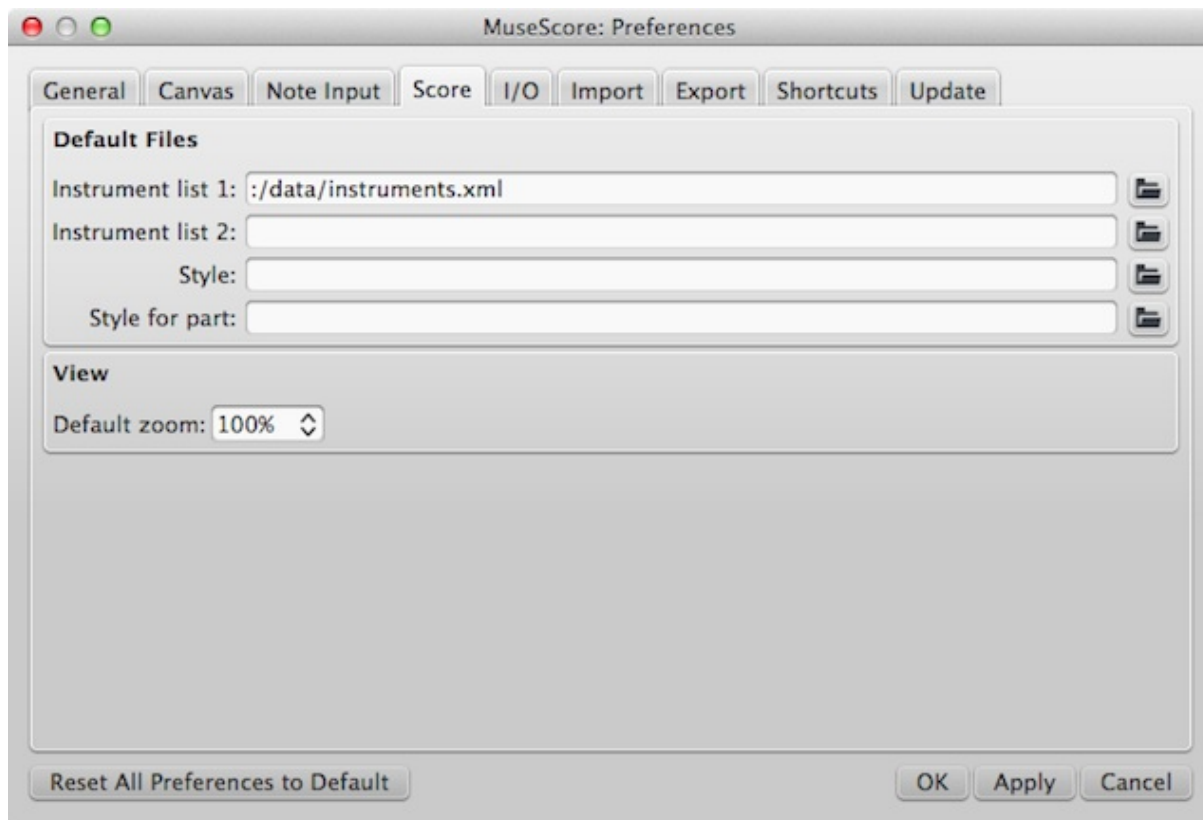 MuseScore: Preferences
General Canvas Note Input Score I/O Import Export Shortcuts Update
Default Files
Instrument list 1: :/data/instruments.xml
Instrument list 2:
Style:
Style for part:
View
Default zoom: 100%
Reset All Preferences to Default OK Apply Cancel